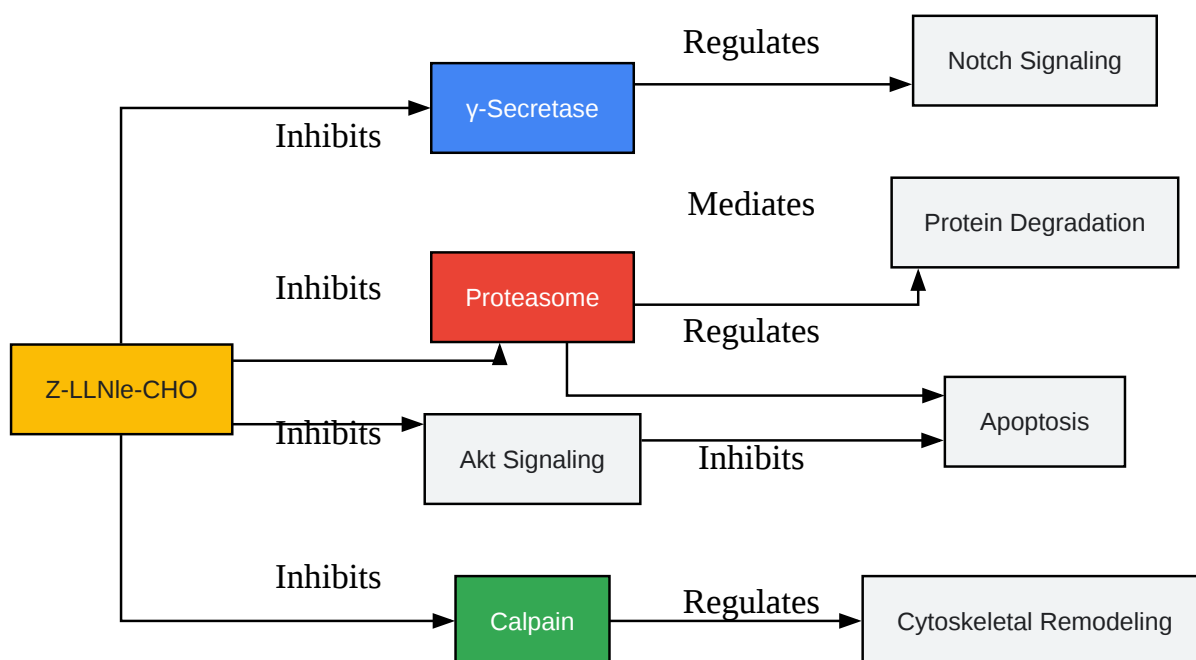 Regulates
Notch Signaling
γ-Secretase
Inhibits
Mediates
Protein Degradation
Inhibits
Proteasome
Regulates
Z-LLNle-CHO
Inhibits
Akt Signaling
Inhibits
Apoptosis
Inhibits
Calpain
Regulates
Cytoskeletal Remodeling